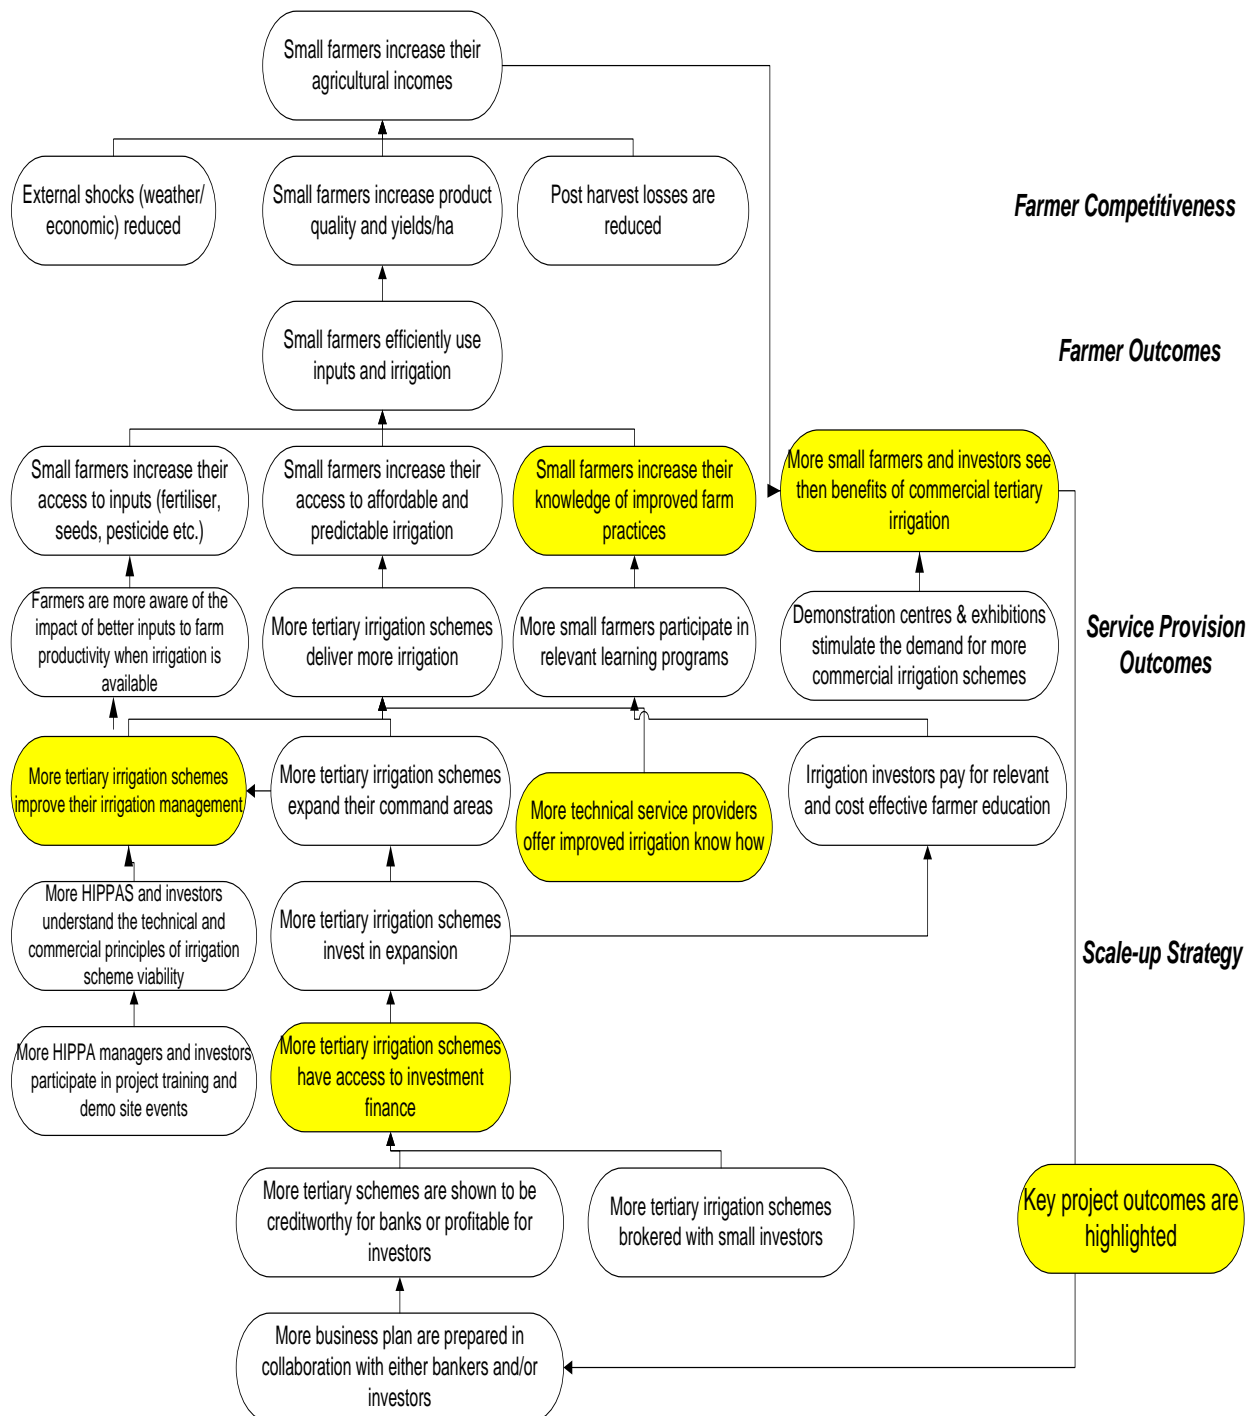 Small farmers increase their
agricultural incomes
External shocks (weather/
economic) reduced
Small farmers increase product
quality and yields/ha
Post harvest losses are
reduced
Farmer Competitiveness
Small farmers efficiently use
inputs and irrigation
Farmer Outcomes
Small farmers increase their
access to inputs (fertiliser,
seeds, pesticide etc.)
Small farmers increase their
access to affordable and
predictable irrigation
Small farmers increase their
knowledge of improved farm
practices
More small farmers and investors see
then benefits of commercial tertiary
irrigation
Farmers are more aware of the
impact of better inputs to farm
productivity when irrigation is
available
More tertiary irrigation schemes
deliver more irrigation
More small farmers participate in
relevant learning programs
Demonstration centres & exhibitions
stimulate the demand for more
commercial irrigation schemes
Service Provision
Outcomes
More tertiary irrigation schemes
improve their irrigation management
More tertiary irrigation schemes
expand their command areas
More technical service providers
offer improved irrigation know how
Irrigation investors pay for relevant
and cost effective farmer education
More HIPPAS and investors
understand the technical and
commercial principles of irrigation
scheme viability
More tertiary irrigation schemes
invest in expansion
Scale-up Strategy
More HIPPA managers and investors
participate in project training and
demo site events
More tertiary irrigation schemes
have access to investment
finance
More tertiary schemes are shown to be
creditworthy for banks or profitable for
investors
More tertiary irrigation schemes
brokered with small investors
Key project outcomes are
highlighted
More business plan are prepared in
collaboration with either bankers and/or
investors